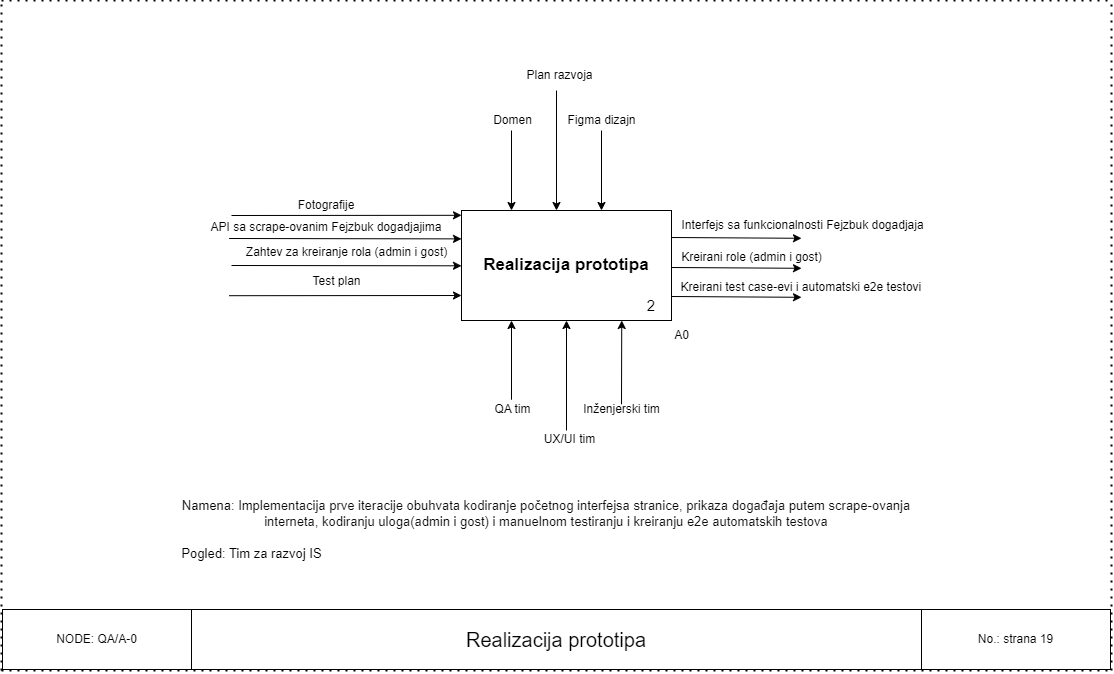 Plan razvoja
Domen
Figma dizajn
Fotografije
API sa scrape-ovanim Fejzbuk dogadjajima
Zahtev za kreiranje rola (admin i gost)
Test plan
Realizacija prototipa
2
A0
Interfejs sa funkcionalnosti Fejzbuk dogadjaja
Kreirani role (admin i gost)
Kreirani test case-evi i automatski e2e testovi
QA tim
Inženjerski tim
UX/UI tim
Namena: Implementacija prve iteracije obuhvata kodiranje početnog interfejsa stranice, prikaza događaja putem scrape-ovanja
interneta, kodiranju uloga(admin i gost) i manuelnom testiranju i kreiranju e2e automatskih testova
Pogled: Tim za razvoj IS
NODE: QA/A-0
Realizacija prototipa
No.: strana 19